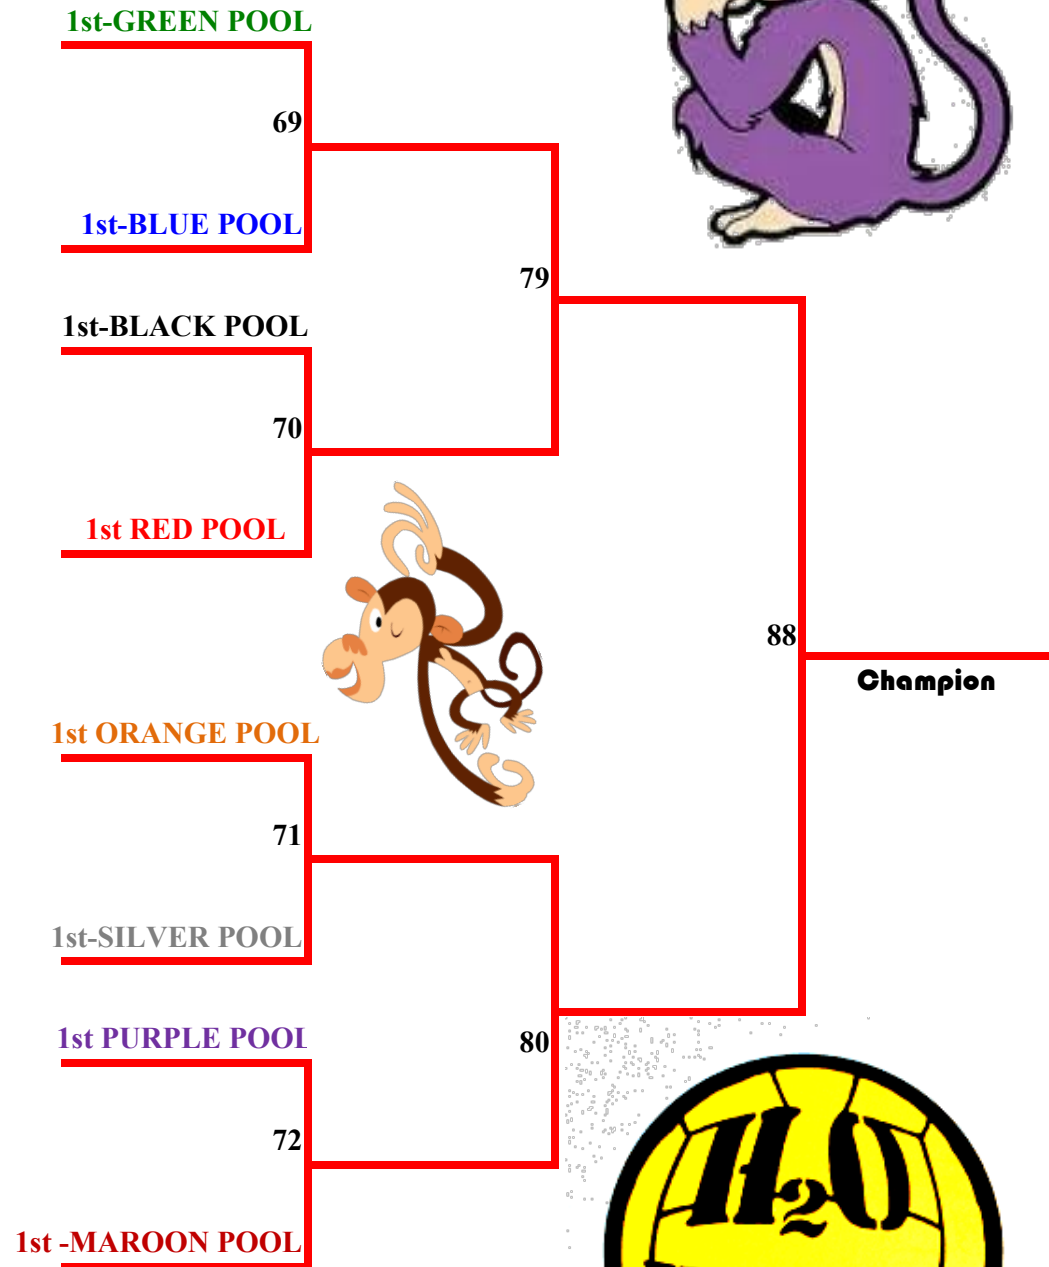 1st-GREEN POOL
69
1st-BLUE POOL
79
1st-BLACK POOL
70
1st RED POOL
88
Champion
1st ORANGE POOL
71
1st-SILVER POOL
1st PURPLE POOL
80
72
1st -MAROON POOL
H2O